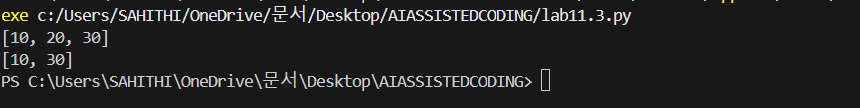 exe c:/Users/SAHITHI/OneDrive/문서/Desktop/AIASSISTEDCODING/lab11.3.py
[10, 20, 30]
[10, 30]
PS C:\Users\SAHITHI\OneDrive\문서\Desktop\AIASSISTEDCODING>